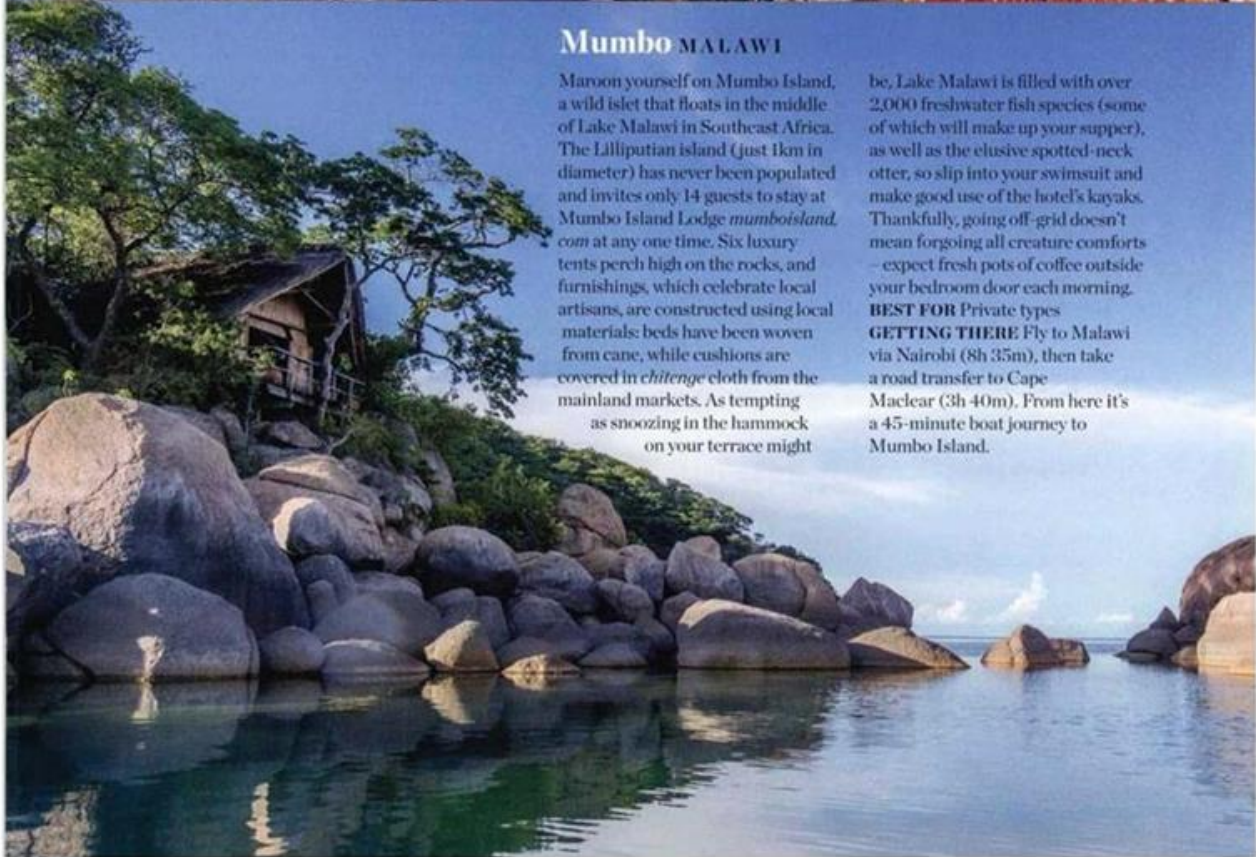 Mumbo MALAWI
Maroon yourself on Mumbo Island,
a wild islet that floats in the middle
of Lake Malawi in Southeast Africa.
The Lilliputian island (just 1km in
diameter) has never been populated
and invites only 14 guests to stay at
Mumbo Island Lodge mumboisland.
com at any one time. Six luxury
tents perch high on the rocks, and
furnishings, which celebrate local
artisans, are constructed using local
materials: beds have been woven
from cane, while cushions are
covered in chitenge cloth from the
mainland markets. As tempting
as snoozing in the hammock
on your terrace might
be, Lake Malawi is filled with over
2,000 freshwater fish species (some
of which will make up your supper),
as well as the elusive spotted-neck
otter, so slip into your swimsuit and
make good use of the hotel's kayaks.
Thankfully, going off-grid doesn't
mean forgoing all creature comforts
– expect fresh pots of coffee outside
your bedroom door each morning.
BEST FOR Private types
GETTING THERE Fly to Malawi
via Nairobi (8h 35m), then take
a road transfer to Cape
Maclear (3h 40m). From here it's
a 45-minute boat journey to
Mumbo Island.